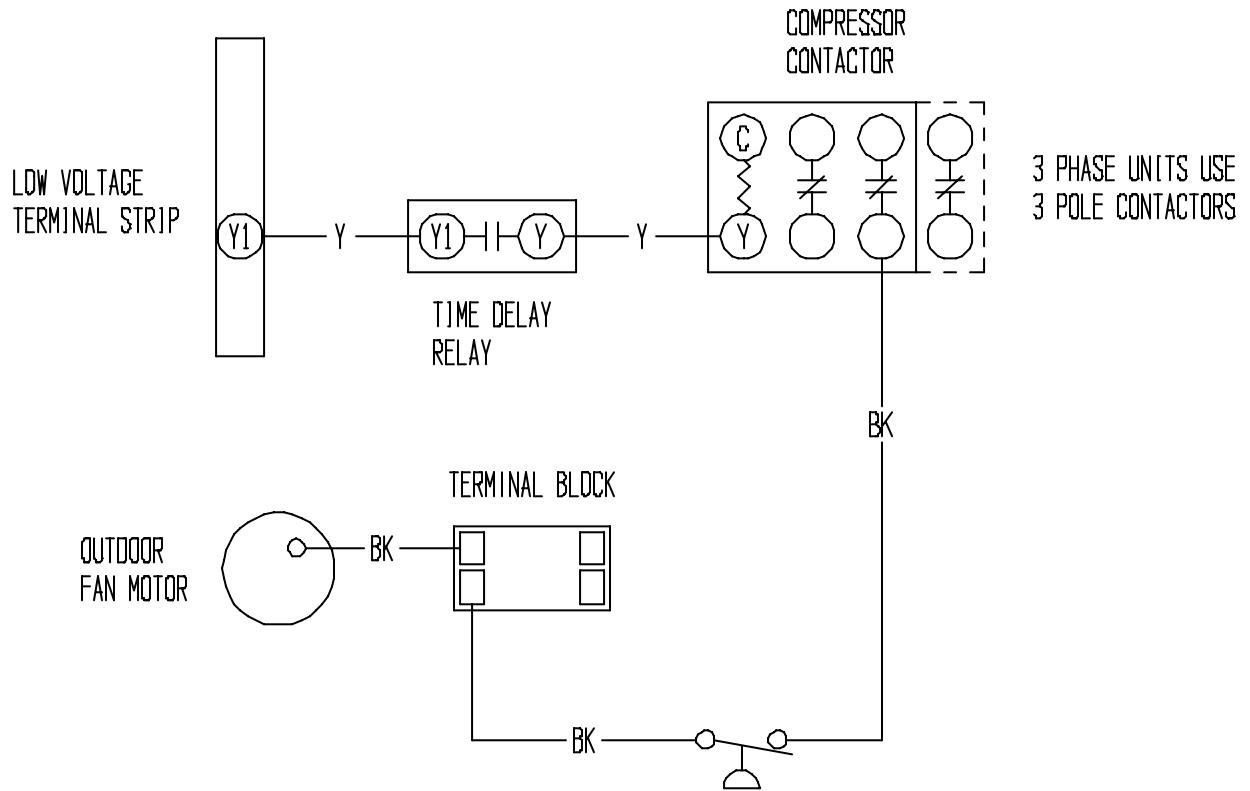 COMPRESSOR
CONTACTOR
LOW VOLTAGE
TERMINAL STRIP
3 PHASE UNITS USE
3 POLE CONTACTORS
C
Y1
Y
Y1
Y
Y
Y
TIME DELAY
RELAY
BK
TERMINAL BLOCK
OUTDOOR
FAN MOTOR
BK
BK